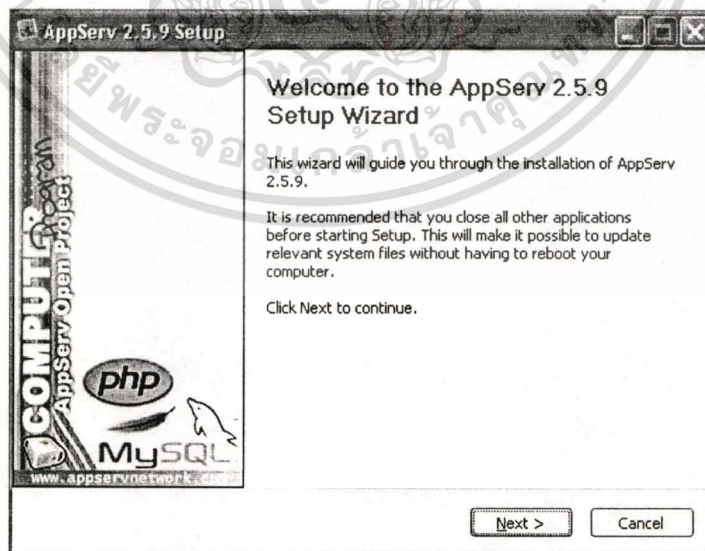 AppServ 2.5.9 Setup
Welcome to the AppServ 2.5.9
Setup Wizard
This wizard will guide you through the installation of AppServ
2.5.9.
It is recommended that you close all other applications
before starting Setup. This will make it possible to update
relevant system files without having to reboot your
computer.
Click Next to continue.
COMPUTER
Program
AppServ Open Project
php
MySQL
www.appservnetwork.com
Next >
Cancel